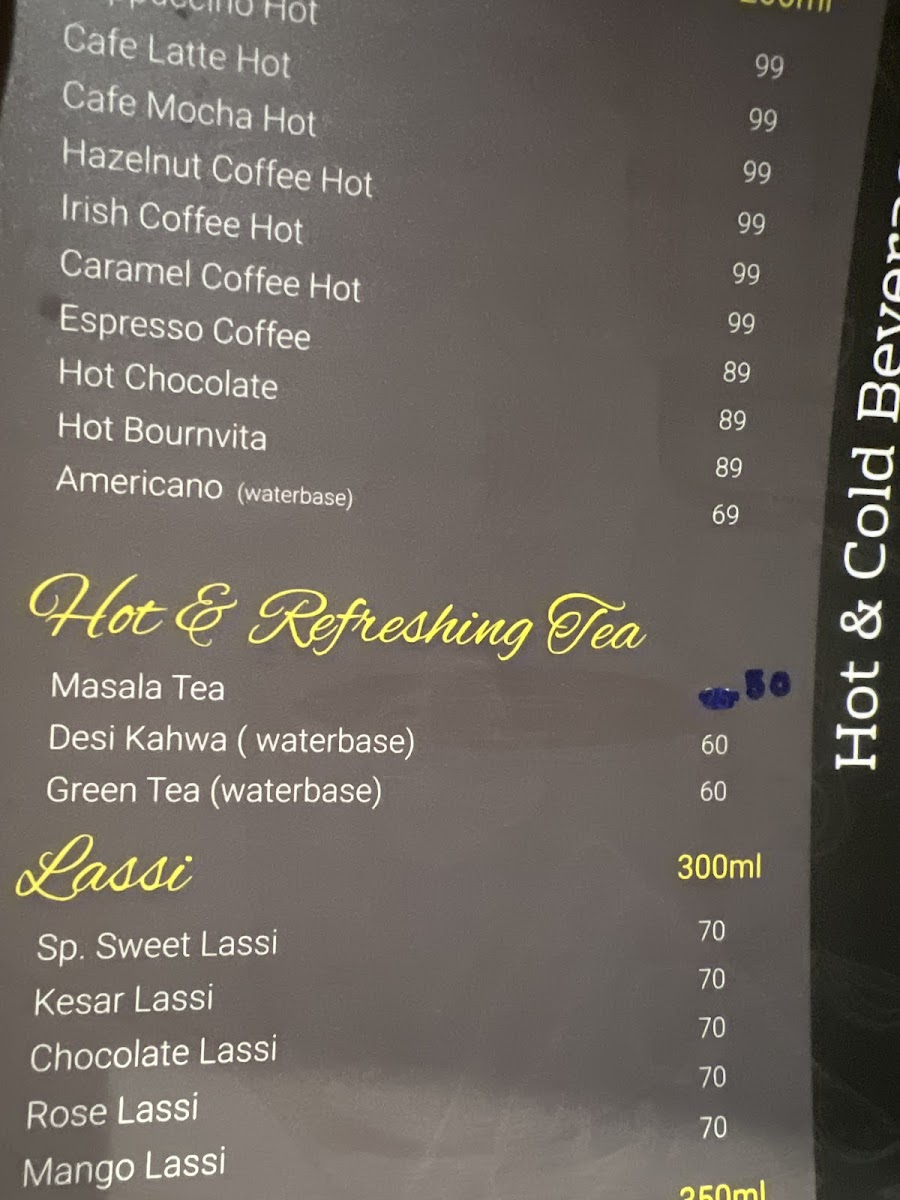 Hot 99
Cafe Latte Hot 99
Cafe Mocha Hot 99
Hazelnut Coffee Hot 99
Irish Coffee Hot 99
Caramel Coffee Hot 99
Espresso Coffee 89
Hot Chocolate 89
Hot Bournvita 89
Americano (waterbase) 69
Hot & Refreshing Tea
Masala Tea 50
Desi Kahwa ( waterbase) 60
Green Tea (waterbase) 60
Lassi 300ml
Sp. Sweet Lassi 70
Kesar Lassi 70
Chocolate Lassi 70
Rose Lassi 70
Mango Lassi 70
Hot & Cold